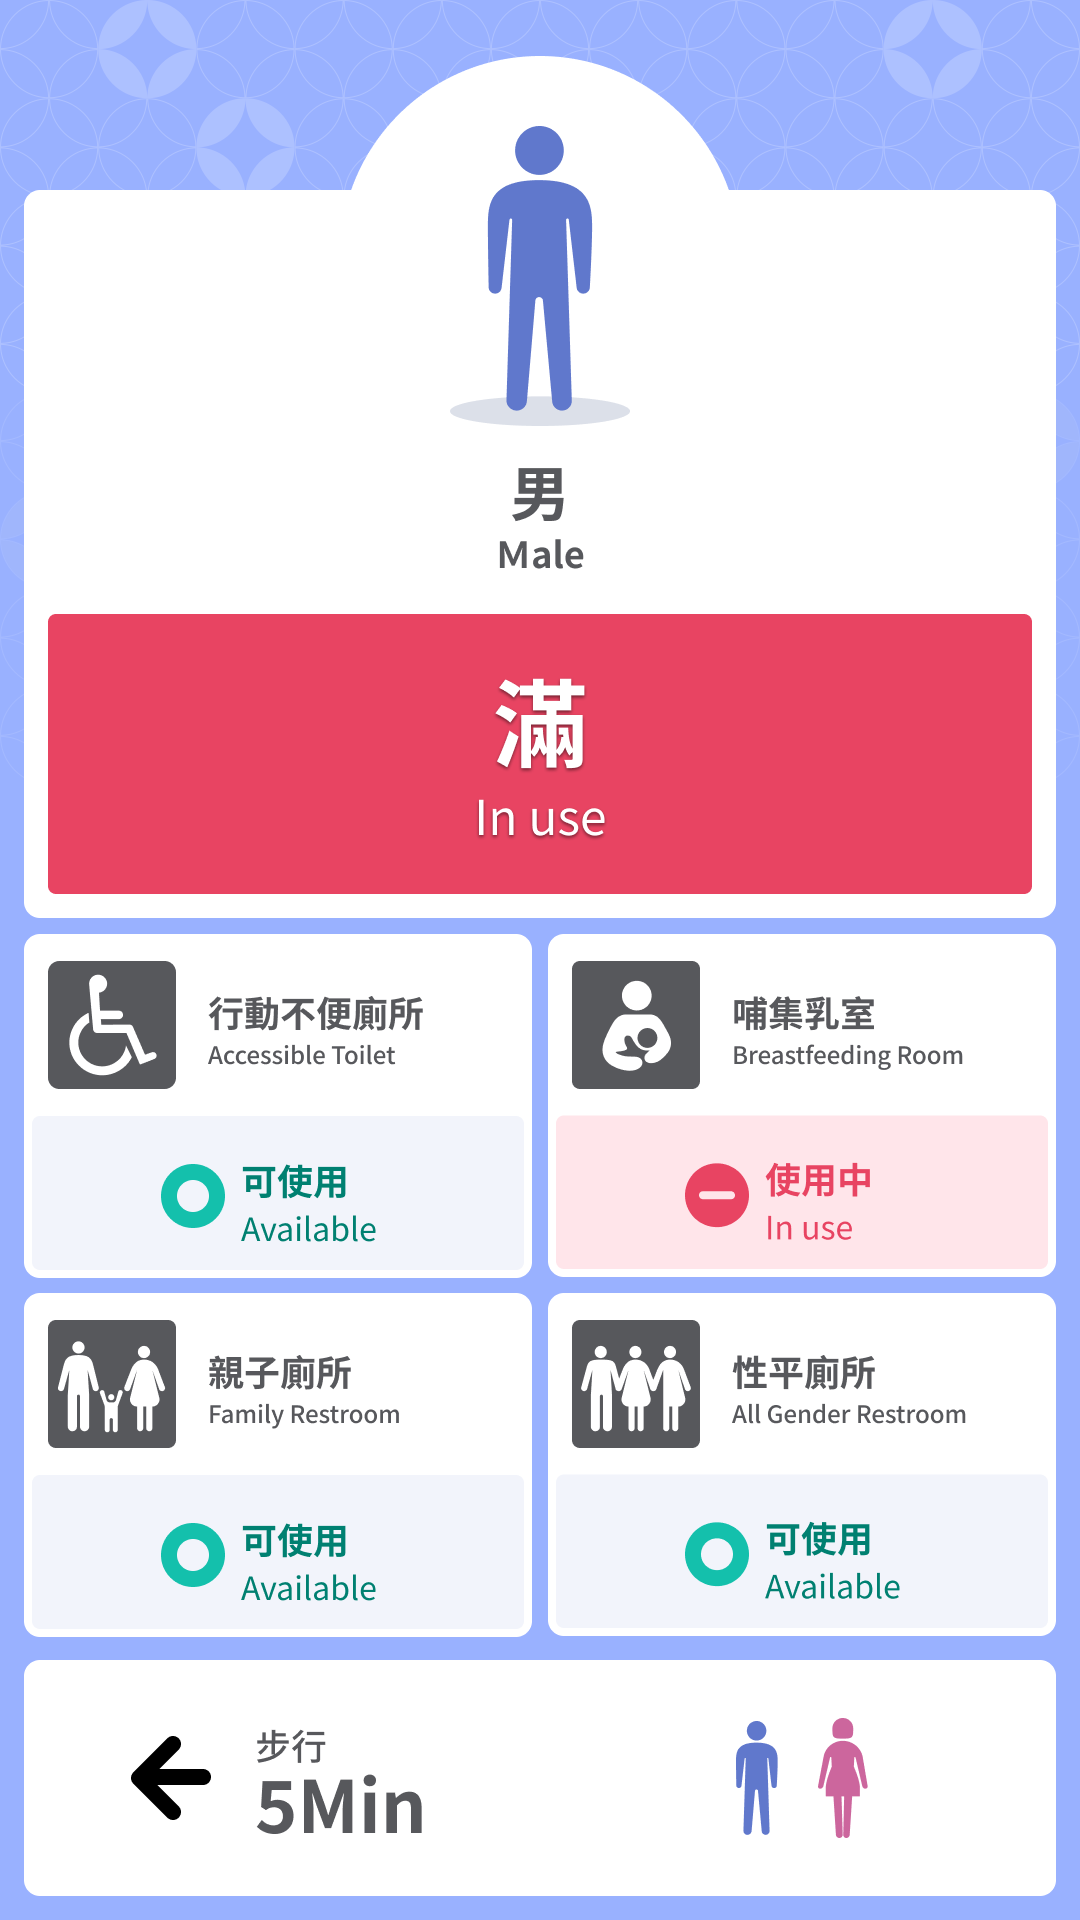 男
Male
滿
In use
行動不便廁所
Accessible Toilet
可使用
Available
哺集乳室
Breastfeeding Room
使用中
In use
親子廁所
Family Restroom
可使用
Available
性平廁所
All Gender Restroom
可使用
Available
步行
5Min